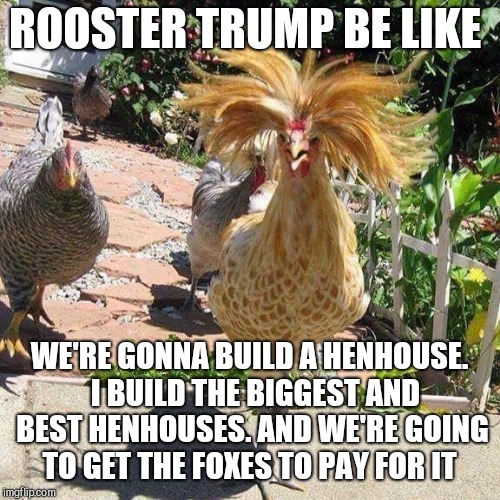 ROOSTER TRUMP BE LIKE
WE'RE GONNA BUILD A HENHOUSE.
I BUILD THE BIGGEST AND
BEST HENHOUSES. AND WE'RE GOING
TO GET THE FOXES TO PAY FOR IT
imgflip.com